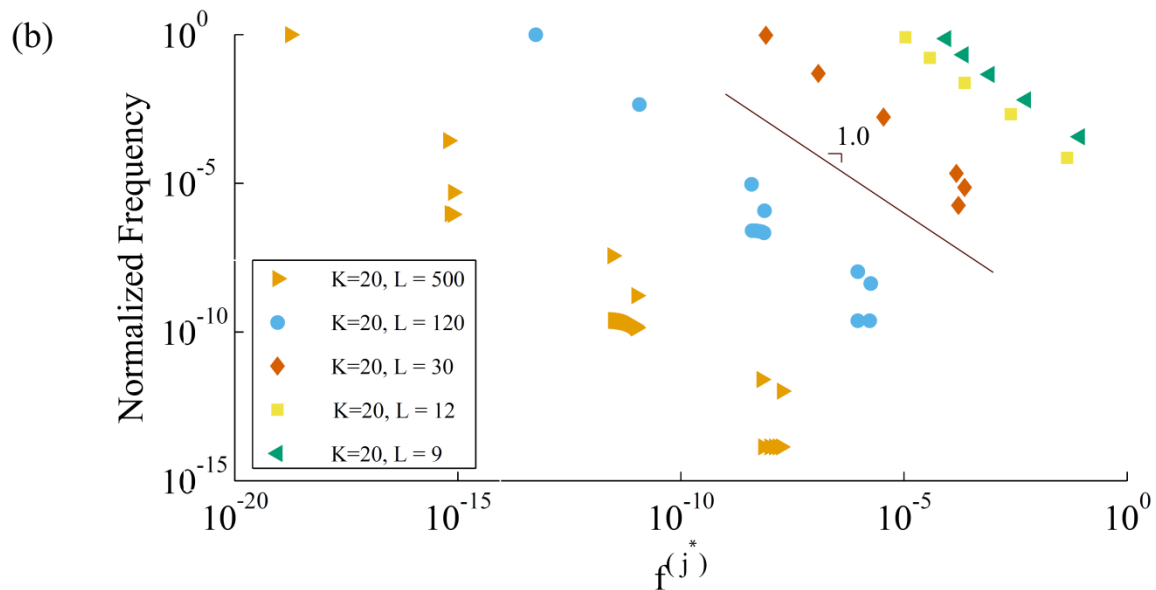 (b)
10^0
10^-5
10^-10
10^-15
Normalized Frequency
1.0
K=20, L = 500
K=20, L = 120
K=20, L = 30
K=20, L = 12
K=20, L = 9
10^-20
10^-15
10^-10
10^-5
10^0
f^(j^*)